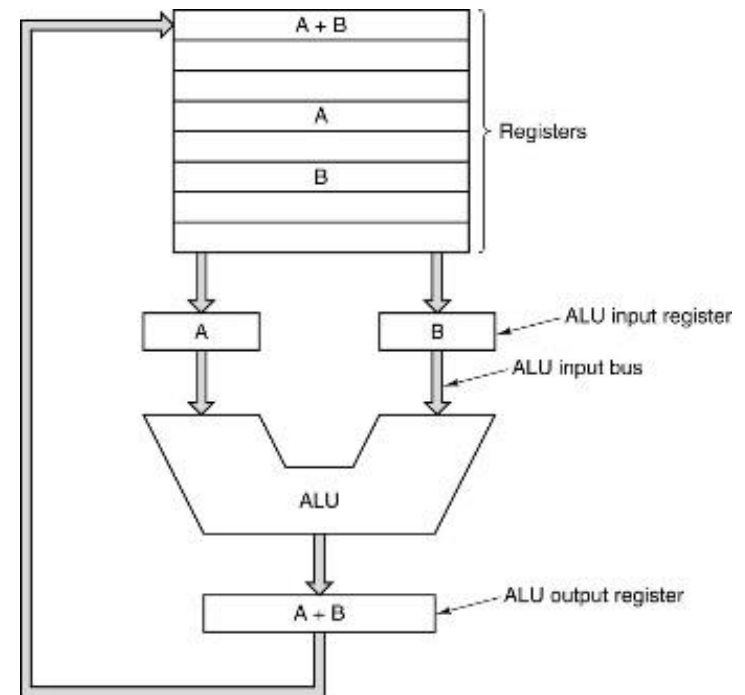 A + B
A
Registers
B
A
B
ALU input register
ALU input bus
ALU
A + B
ALU output register